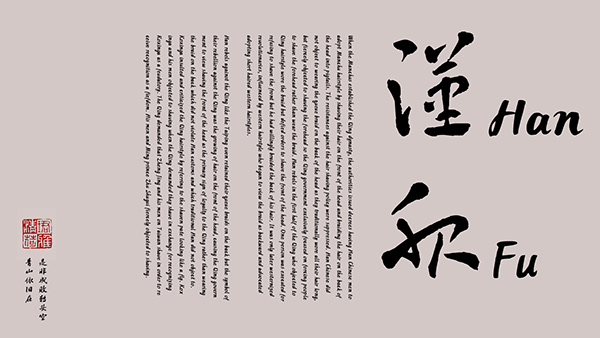 漢 Han
服 Fu
When the Manchus established the Qing dynasty, the authorities issued decrees having Han Chinese men to
adopt Manchu hairstyle by shaving their hair on the front of the head and braiding the hair on the back of
the head into pigtails. The resistances against the hair shaving policy were suppressed. Han Chinese did
not object to wearing the queue braid on the back of the head as they traditionally wore all their hair long,
but fiercely objected to shaving the forehead so the Qing government exclusively focused on forcing people
to shave the forehead rather than wear the braid. Han rebels in the first half of the Qing who objected to
Qing hairstyle wore the braid but defied orders to shave the front of the head. One person was executed for
refusing to shave the front but he had willingly braided the back of his hair. It was only later westernized
revolutionaries, influenced by western hairstyle who began to view the braid as backward and advocated
adopting short haired western hairstyles.
Han rebels against the Qing like the Taiping even retained their queue braids on the back but the symbol of
their rebellion against the Qing was the growing of hair on the front of the head, causing the Qing govern
ment to view shaving the front of the head as the primary sign of loyalty to the Qing rather than wearing
the braid on the back which did not violate Han customs and which traditional Han did not object to.
Koxinga insulted and criticized the Qing hairstyle by referring to the shaven pate looking like a fly. Kox
inga and his men objected to shaving when the Qing demanded they shave in exchange for recognizing
Koxinga as a feudatory. The Qing demanded that Zheng Jing and his men on Taiwan shave in order to re
ceive recognition as a fiefdom. His men and Ming prince Zhu Shugui fiercely objected to shaving.
是非成败转头空
青山依旧在